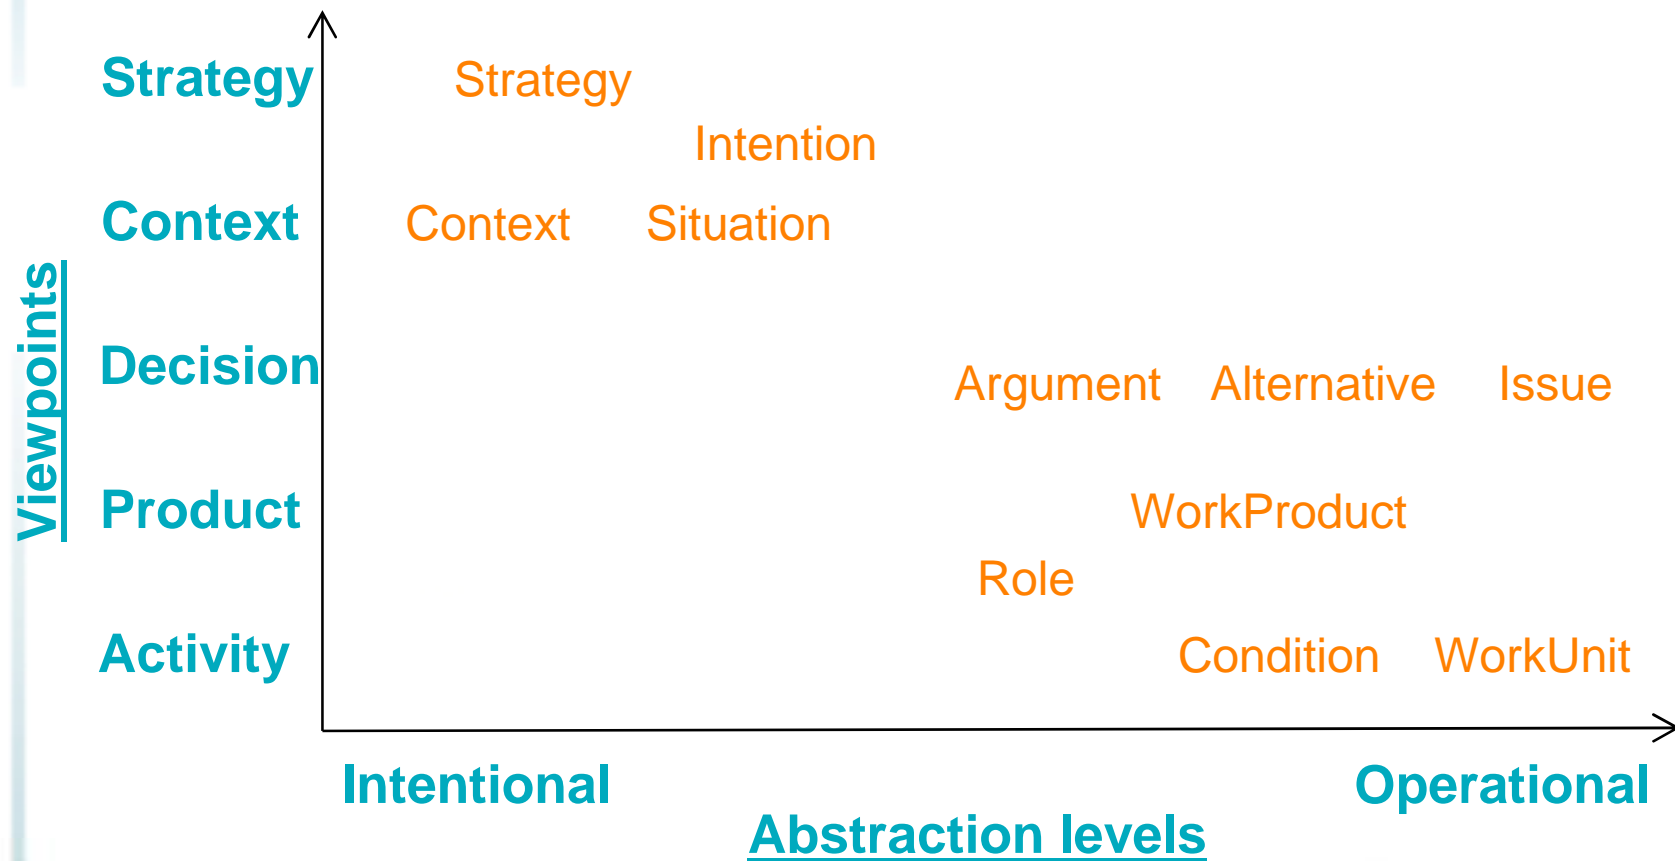 Strategy Strategy
Intention
Context Context Situation
Viewpoints
Decision Argument Alternative Issue
Product WorkProduct
Role
Activity Condition WorkUnit
Intentional Operational
Abstraction levels